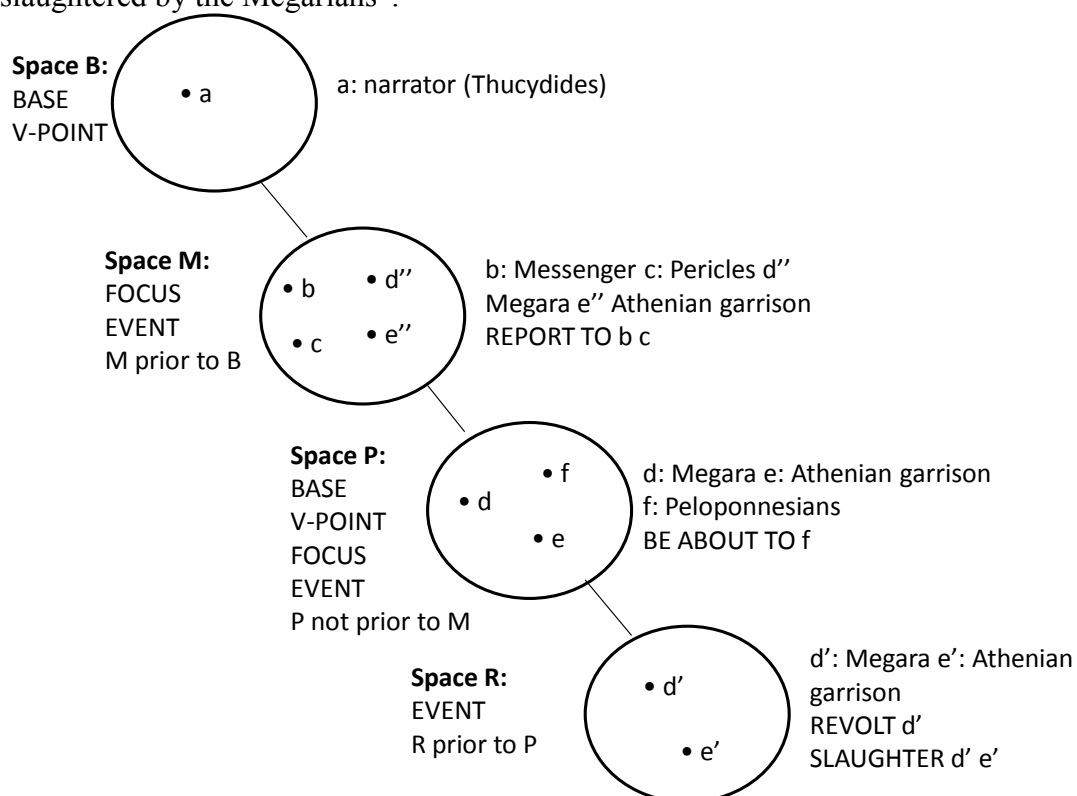 slaughtered by the Megarians”.
Space B:
BASE
V-POINT
• a
a: narrator (Thucydides)
Space M:
FOCUS
EVENT
M prior to B
• b
• d’’
• c
• e’’
b: Messenger c: Pericles d’’
Megara e’’ Athenian garrison
REPORT TO b c
Space P:
BASE
V-POINT
FOCUS
EVENT
P not prior to M
• f
• d
• e
d: Megara e: Athenian garrison
f: Peloponnesians
BE ABOUT TO f
Space R:
EVENT
R prior to P
• d’
• e’
d’: Megara e’: Athenian
garrison
REVOLT d’
SLAUGHTER d’ e’